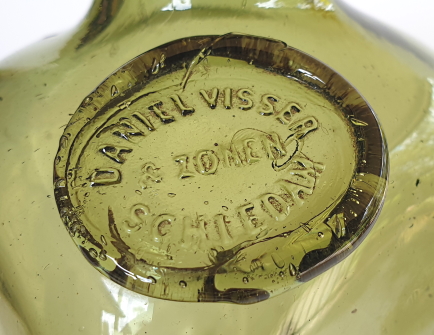 DANIEL VISSER
& ZONEN
SCHIEDAM